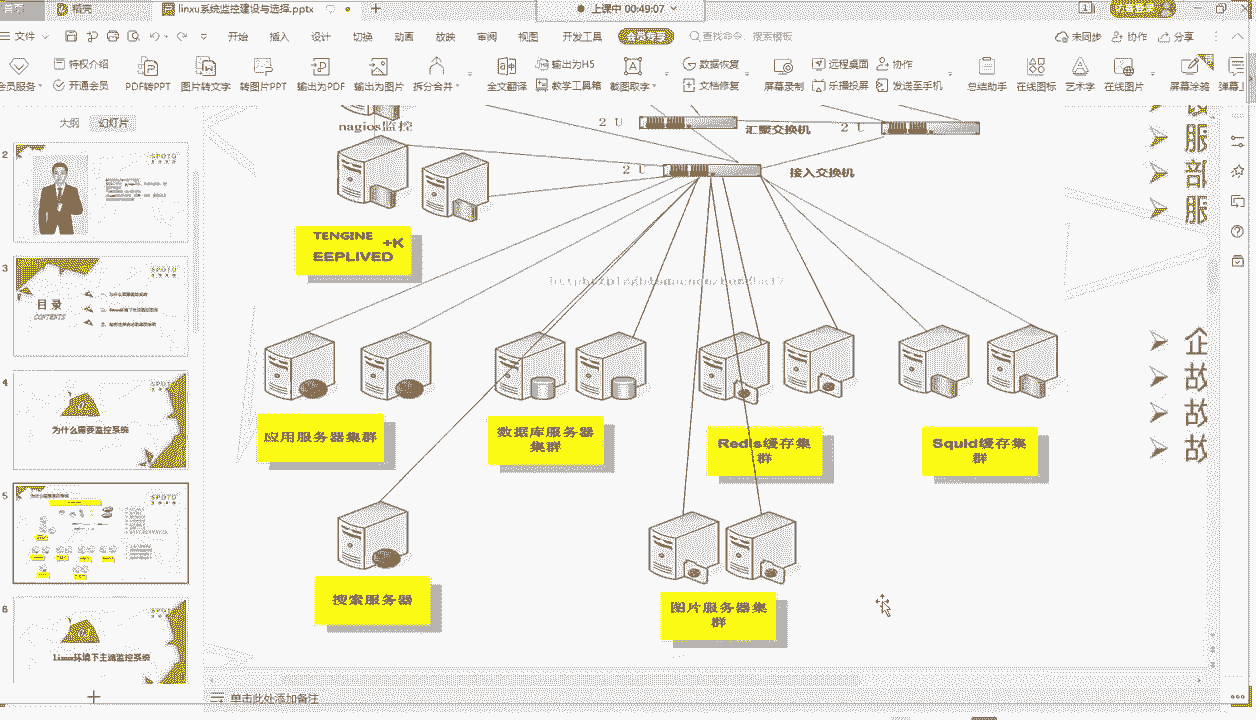 首页
稻壳
linxu系统监控建设与选择.pptx
上课中 00:49:07
文件
开始
插入
设计
切换
动画
放映
审阅
视图
开发工具
会员专享
查找命令、搜索模板
未同步
协作
分享
会员服务
特权介绍
开通会员
PDF转PPT
图片转文字
转图片PPT
输出为PDF
输出为图片
拆分合并
全文翻译
输出为H5
教学工具箱
截图取字
数据恢复
文档修复
屏幕录制
远程桌面
乐播投屏
协作
发送至手机
总结助手
在线图标
艺术字
在线图片
屏幕涂鸦
弹幕
大纲
幻灯片
2
SPOTO
3
SPOTO
目录
CONTENTS
4
SPOTO
为什么需要监控系统
5
SPOTO
6
SPOTO
linux环境下主流监控系统
nagios监控
2 U
汇聚交换机
2 U
2 U
接入交换机
TENGINE +K
EEPLIVED
应用服务器集群
数据库服务器
集群
Redis缓存集
群
Squid缓存集
群
搜索服务器
图片服务器集
群
服
部
服
企
故
故
故
单击此处添加备注